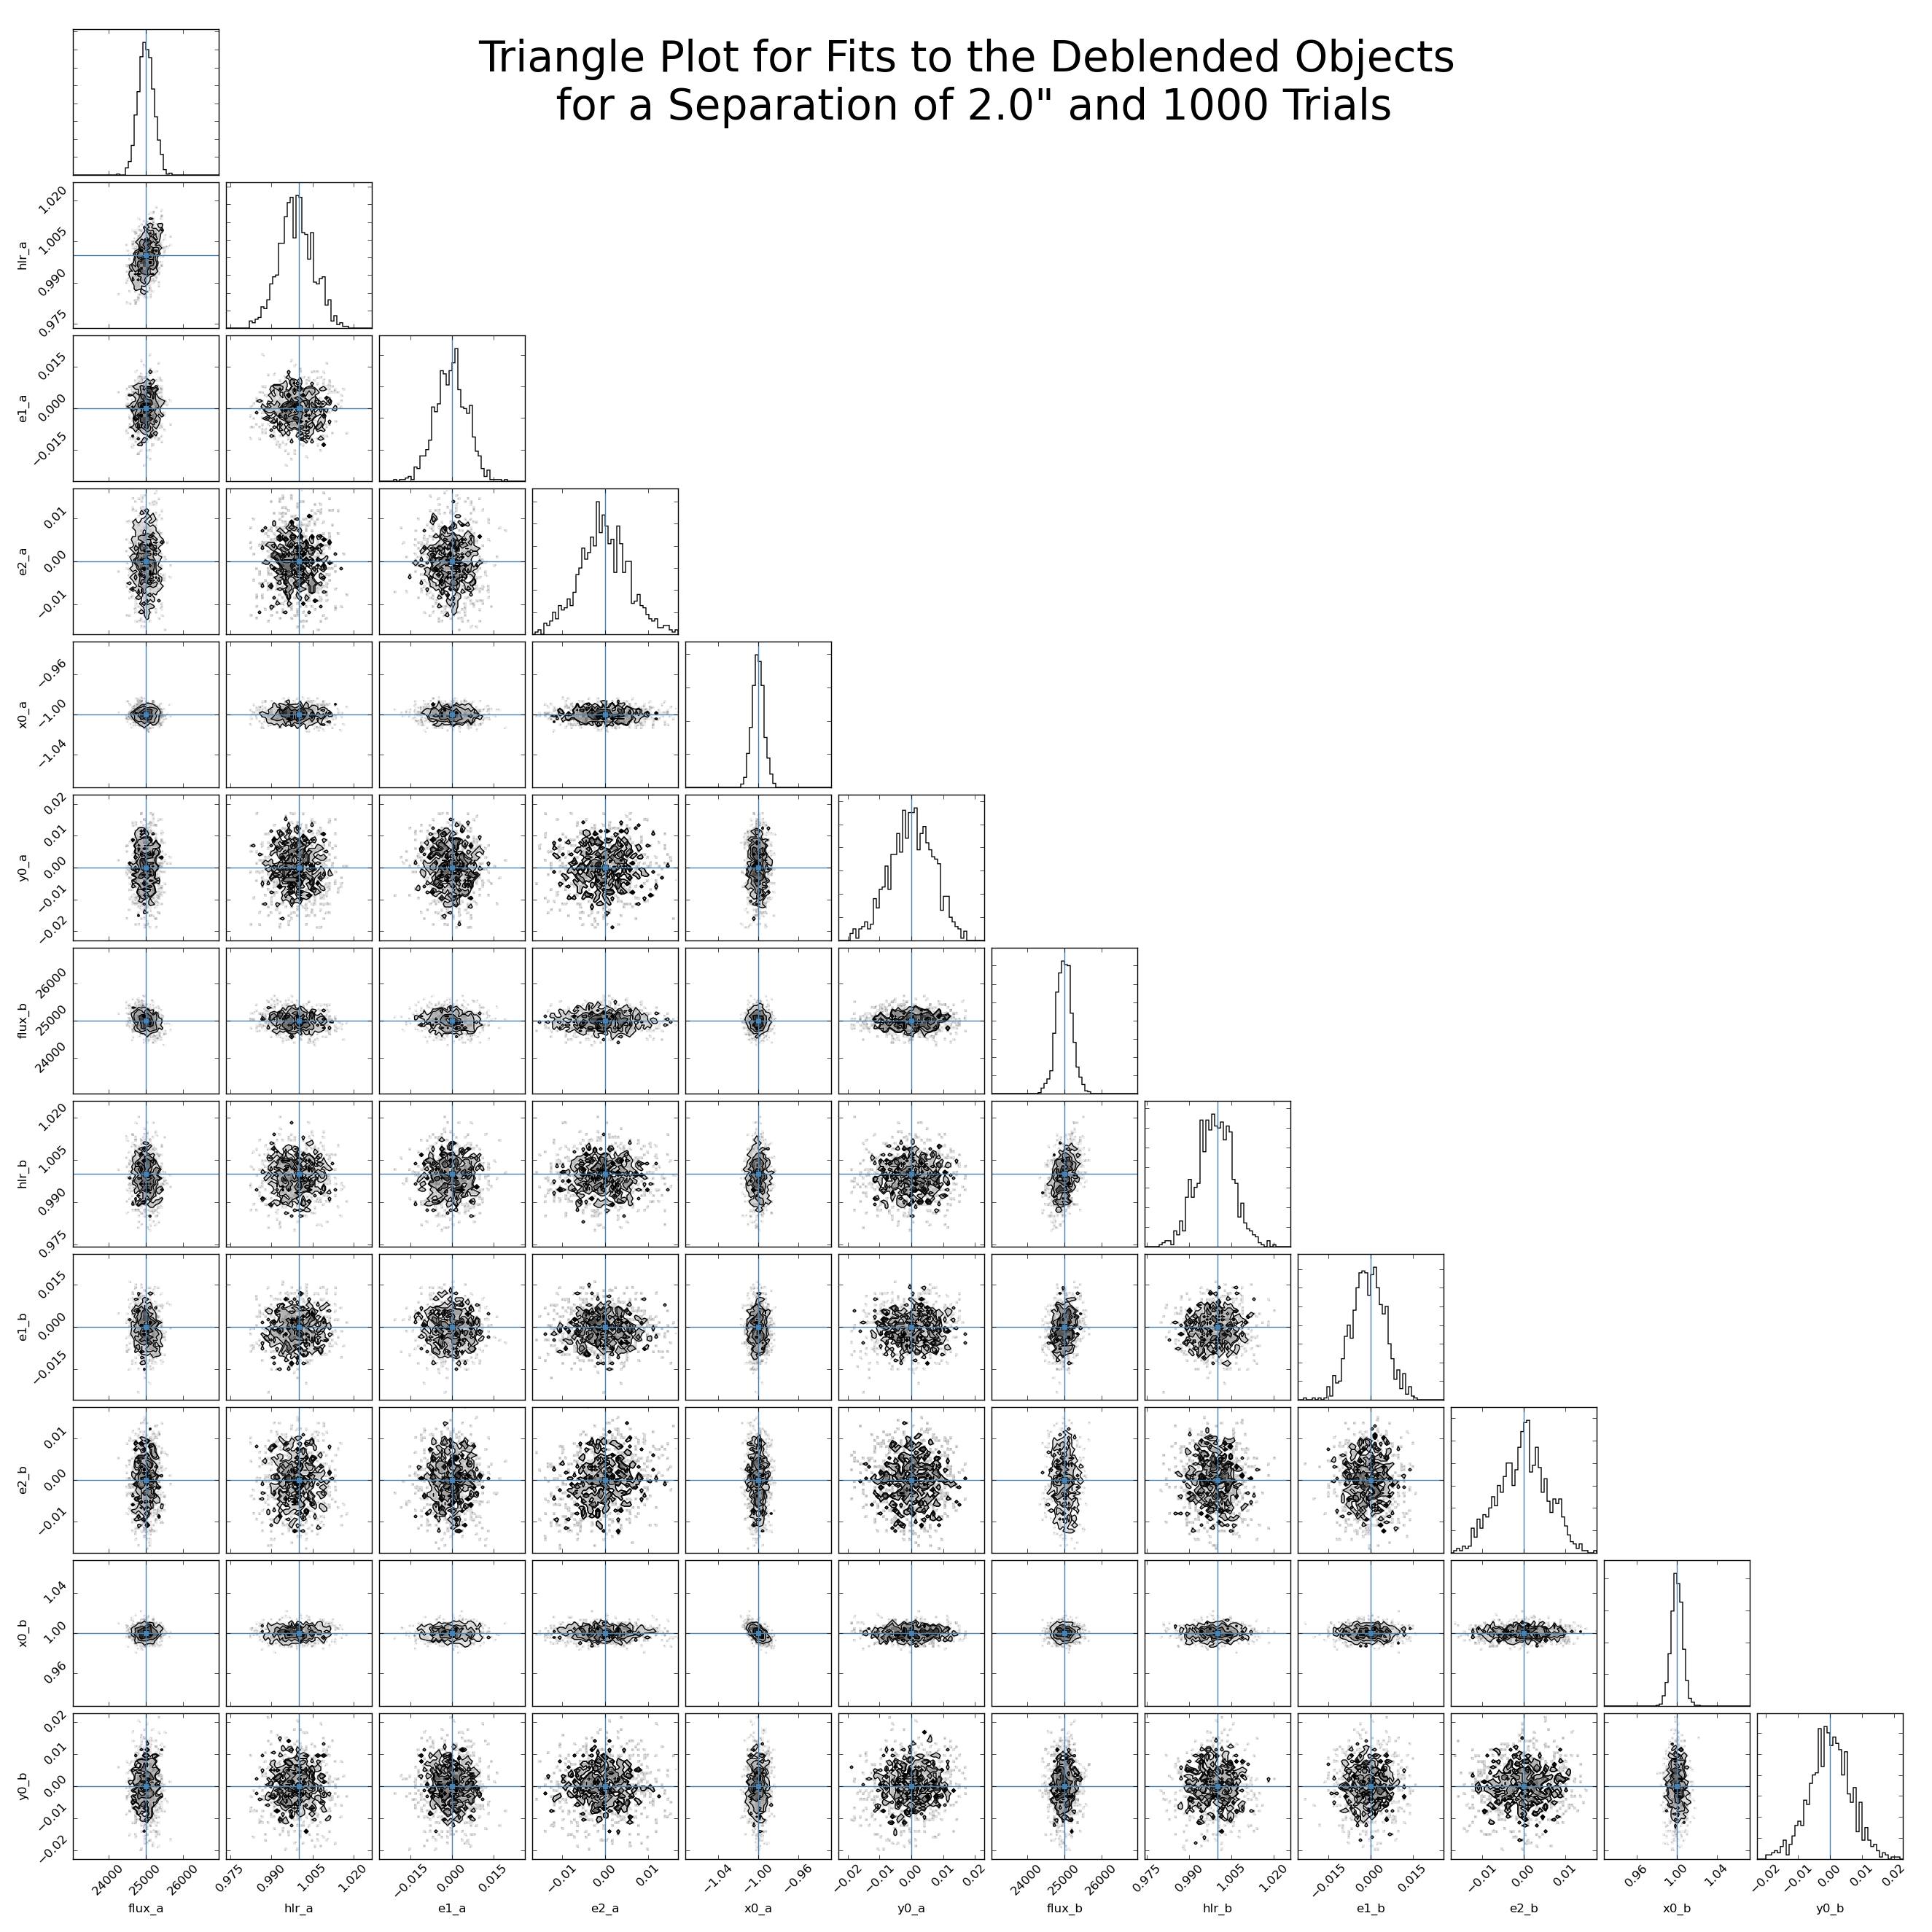 Triangle Plot for Fits to the Deblended Objects
for a Separation of 2.0" and 1000 Trials
hlr_a
1.020
1.005
0.990
0.975
e1_a
0.015
0.000
−0.015
e2_a
0.01
0.00
−0.01
x0_a
−0.96
−1.00
−1.04
y0_a
0.02
0.01
0.00
−0.01
−0.02
flux_b
26000
25000
24000
hlr_b
1.020
1.005
0.990
0.975
e1_b
0.015
0.000
−0.015
e2_b
0.01
0.00
−0.01
x0_b
1.04
1.00
0.96
y0_b
0.02
0.01
0.00
−0.01
−0.02
24000 25000 26000 0.975 0.990 1.005 1.020 −0.015 0.000 0.015 −0.01 0.00 0.01 −1.04 −1.00 −0.96 −0.02 −0.01 0.00 0.01 0.02 24000 25000 26000 0.975 0.990 1.005 1.020 −0.015 0.000 0.015 −0.01 0.00 0.01 0.96 1.00 1.04 −0.02 −0.01 0.00 0.01 0.02
flux_a hlr_a e1_a e2_a x0_a y0_a flux_b hlr_b e1_b e2_b x0_b y0_b